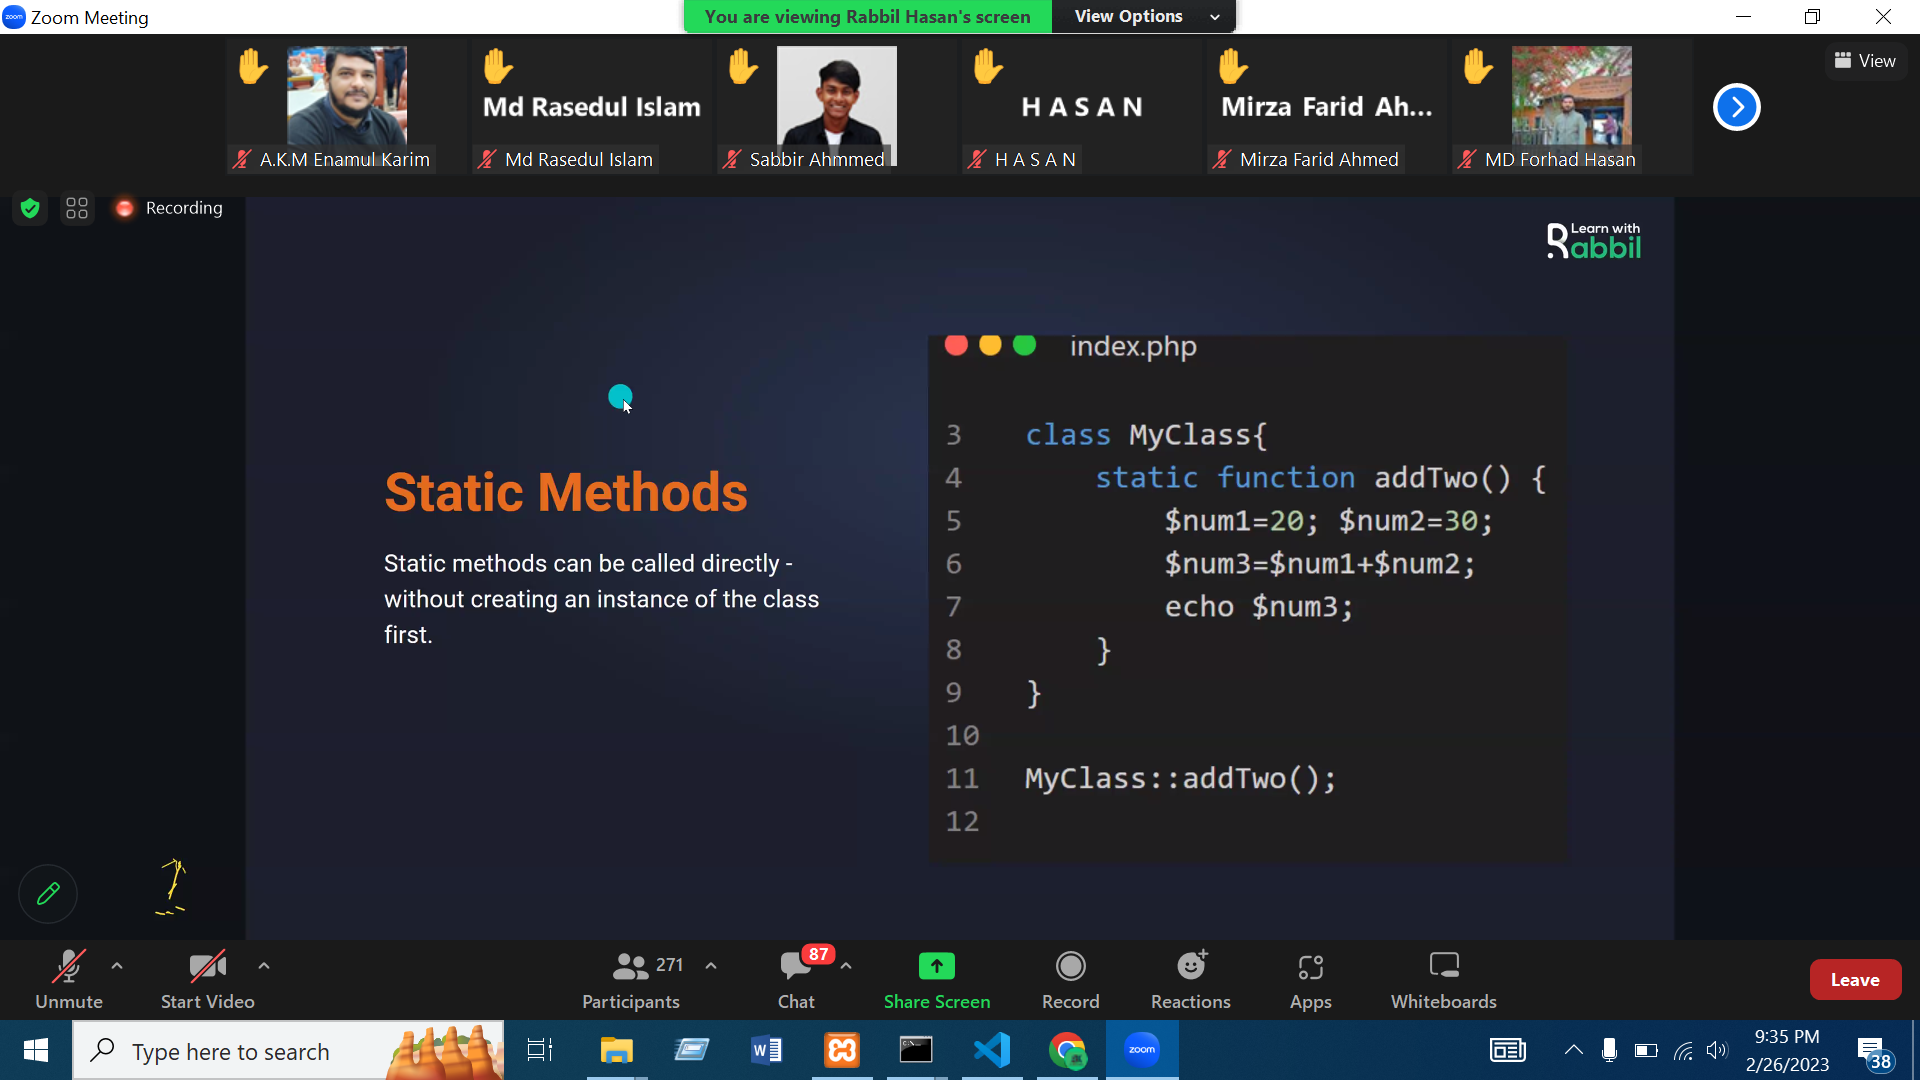 Zoom Meeting
You are viewing Rabbil Hasan's screen
View Options
View
Md Rasedul Islam
H A S A N
Mirza Farid Ah...
A.K.M Enamul Karim
Md Rasedul Islam
Sabbir Ahmmed
H A S A N
Mirza Farid Ahmed
MD Forhad Hasan
Recording
Learn with
Rabbil
index.php
Static Methods
Static methods can be called directly -
without creating an instance of the class
first.
3 class MyClass{
4 static function addTwo() {
5 $num1=20; $num2=30;
6 $num3=$num1+$num2;
7 echo $num3;
8 }
9 }
10
11 MyClass::addTwo();
12
Unmute
Start Video
271
Participants
87
Chat
Share Screen
Record
Reactions
Apps
Whiteboards
Leave
Type here to search
zoom
9:35 PM
2/26/2023
38